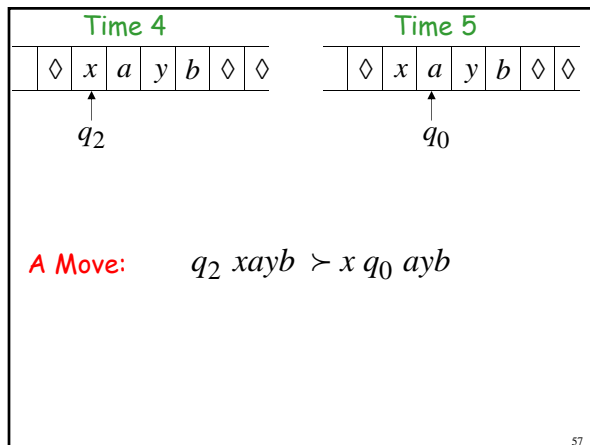 Time 4 Time 5
◊ x a y b ◊ ◊ ◊ x a y b ◊ ◊
q₂ q₀
A Move: q₂ xayb ≻ x q₀ ayb
57